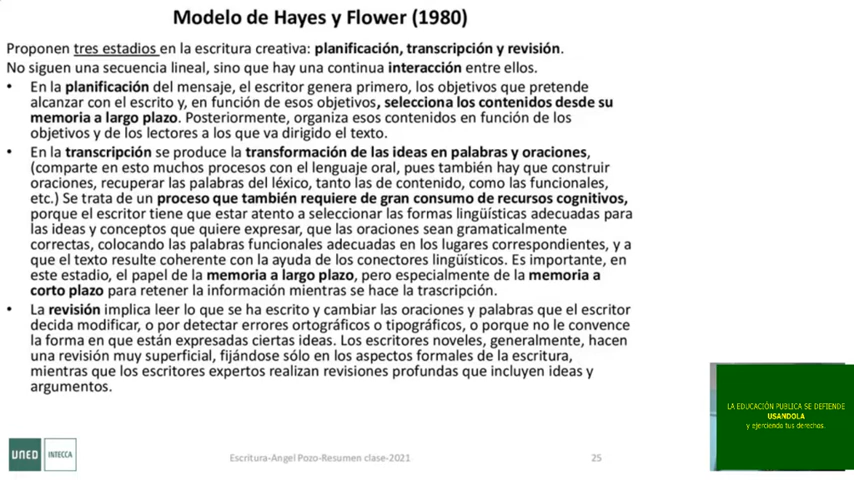 Modelo de Hayes y Flower (1980)
Proponen tres estadios en la escritura creativa: planificación, transcripción y revisión.
No siguen una secuencia lineal, sino que hay una continua interacción entre ellos.
• En la planificación del mensaje, el escritor genera primero, los objetivos que pretende
alcanzar con el escrito y, en función de esos objetivos, selecciona los contenidos desde su
memoria a largo plazo. Posteriormente, organiza esos contenidos en función de los
objetivos y de los lectores a los que va dirigido el texto.
• En la transcripción se produce la transformación de las ideas en palabras y oraciones,
(comparte en esto muchos procesos con el lenguaje oral, pues también hay que construir
oraciones, recuperar las palabras del léxico, tanto las de contenido, como las funcionales,
etc.) Se trata de un proceso que también requiere de gran consumo de recursos cognitivos,
porque el escritor tiene que estar atento a seleccionar las formas lingüísticas adecuadas para
las ideas y conceptos que quiere expresar, que las oraciones sean gramaticalmente
correctas, colocando las palabras funcionales adecuadas en los lugares correspondientes, y a
que el texto resulte coherente con la ayuda de los conectores lingüísticos. Es importante, en
este estadio, el papel de la memoria a largo plazo, pero especialmente de la memoria a
corto plazo para retener la información mientras se hace la trascripción.
• La revisión implica leer lo que se ha escrito y cambiar las oraciones y palabras que el escritor
decida modificar, o por detectar errores ortográficos o tipográficos, o porque no le convence
la forma en que están expresadas ciertas ideas. Los escritores noveles, generalmente, hacen
una revisión muy superficial, fijándose sólo en los aspectos formales de la escritura,
mientras que los escritores expertos realizan revisiones profundas que incluyen ideas y
argumentos.
LA EDUCACIÓN PUBLICA SE DEFIENDE
USANDOLA
y ejerciendo tus derechos.
UNED INTECCA
Escritura-Angel Pozo-Resumen clase-2021
25